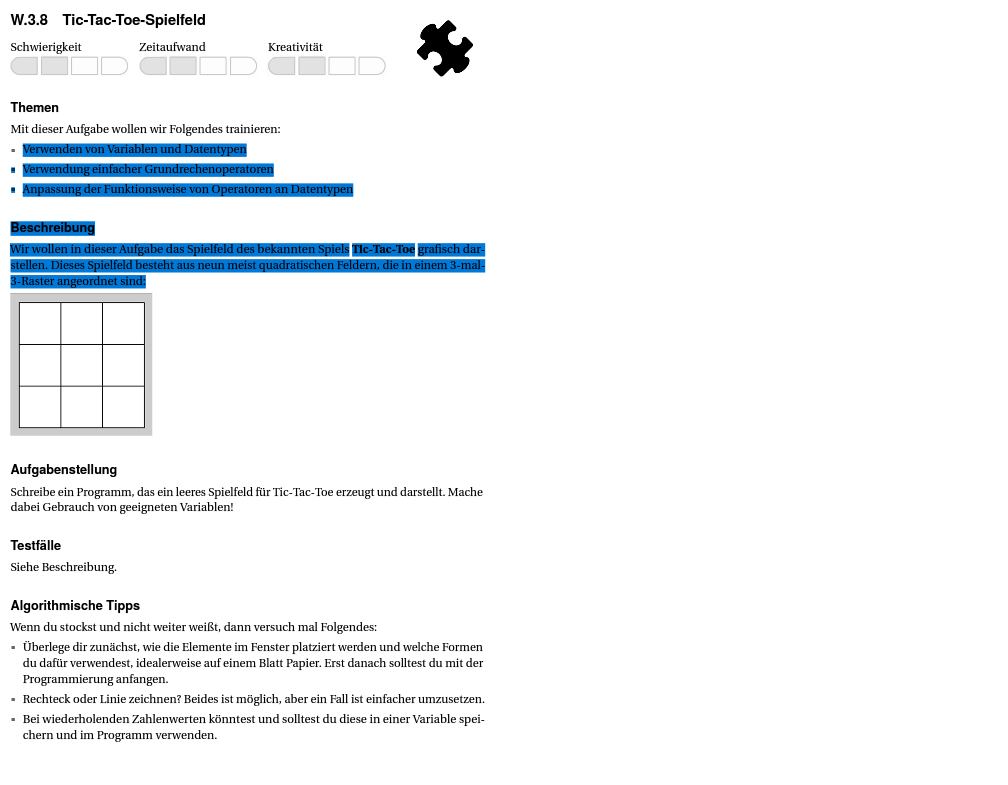 W.3.8 Tic-Tac-Toe-Spielfeld
Schwierigkeit Zeitaufwand Kreativität
Themen
Mit dieser Aufgabe wollen wir Folgendes trainieren:
▪ Verwenden von Variablen und Datentypen
▪ Verwendung einfacher Grundrechenoperatoren
▪ Anpassung der Funktionsweise von Operatoren an Datentypen
Beschreibung
Wir wollen in dieser Aufgabe das Spielfeld des bekannten Spiels Tic-Tac-Toe grafisch dar-
stellen. Dieses Spielfeld besteht aus neun meist quadratischen Feldern, die in einem 3-mal-
3-Raster angeordnet sind:
Aufgabenstellung
Schreibe ein Programm, das ein leeres Spielfeld für Tic-Tac-Toe erzeugt und darstellt. Mache
dabei Gebrauch von geeigneten Variablen!
Testfälle
Siehe Beschreibung.
Algorithmische Tipps
Wenn du stockst und nicht weiter weißt, dann versuch mal Folgendes:
▪ Überlege dir zunächst, wie die Elemente im Fenster platziert werden und welche Formen
du dafür verwendest, idealerweise auf einem Blatt Papier. Erst danach solltest du mit der
Programmierung anfangen.
▪ Rechteck oder Linie zeichnen? Beides ist möglich, aber ein Fall ist einfacher umzusetzen.
▪ Bei wiederholenden Zahlenwerten könntest und solltest du diese in einer Variable spei-
chern und im Programm verwenden.